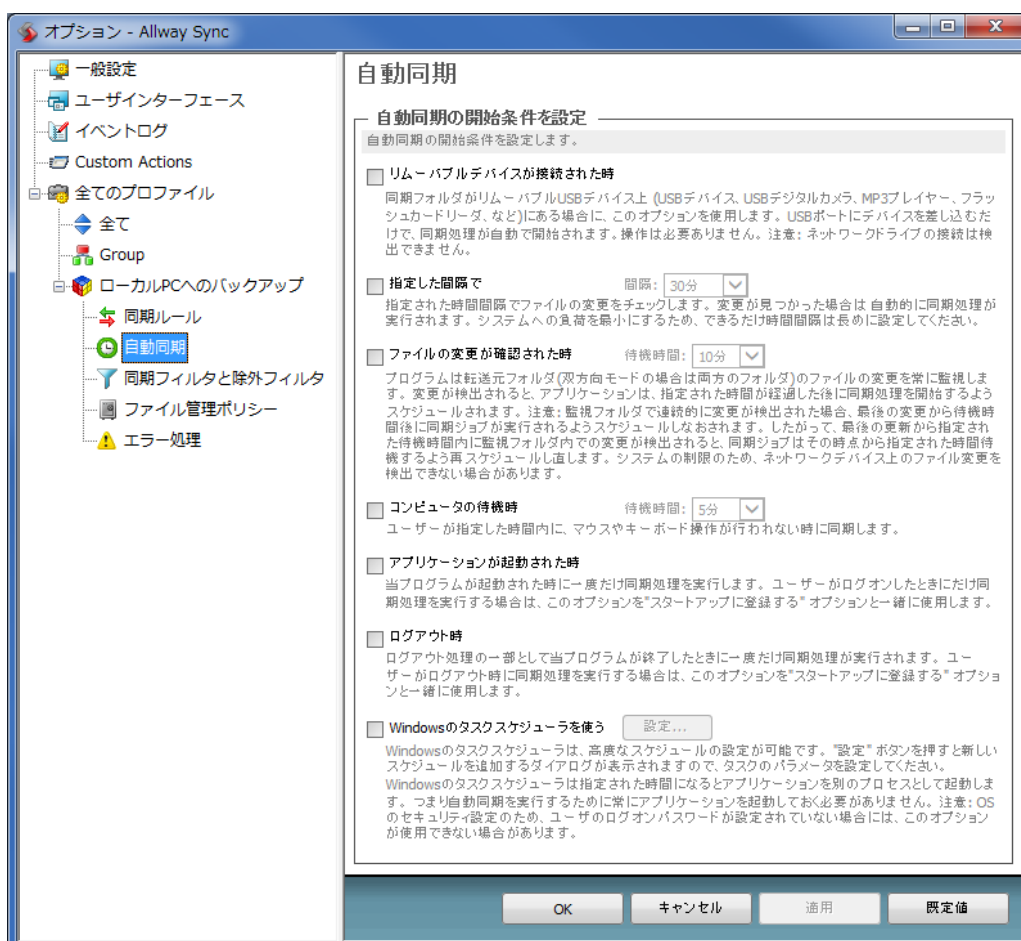 オプション - Allway Sync
一般設定
ユーザインターフェース
イベントログ
Custom Actions
全てのプロファイル
全て
Group
ローカルPCへのバックアップ
同期ルール
自動同期
同期フィルタと除外フィルタ
ファイル管理ポリシー
エラー処理
自動同期
自動同期の開始条件を設定
自動同期の開始条件を設定します。
リムーバブルデバイスが接続された時
同期フォルダがリムーバブルUSBデバイス上 (USBデバイス、USBデジタルカメラ、MP3プレイヤー、フラッ
シュカードリーダ、など)にある場合に、このオプションを使用します。USBポートにデバイスを差し込むだ
けで、同期処理が自動で開始されます。操作は必要ありません。注意: ネットワークドライブの接続は検
出できません。
指定した間隔で 間隔: 30分
指定された時間間隔でファイルの変更をチェックします。変更が見つかった場合は 自動的に同期処理が
実行されます。システムへの負荷を最小にするため、できるだけ時間間隔は長めに設定してください。
ファイルの変更が確認された時 待機時間: 10分
プログラムは転送元フォルダ(双方向モードの場合は両方のフォルダ)のファイルの変更を常に監視しま
す。変更が検出されると、アプリケーションは、指定された時間が経過した後に同期処理を開始するよう
スケジュールされます。注意: 監視フォルダで連続的に変更が検出された場合、最後の変更から待機時
間後に同期ジョブが実行されるようスケジュールしなおされます。したがって、最後の更新から指定され
た待機時間内に監視フォルダ内での変更が検出されると、同期ジョブはその時点から指定された時間待
機するよう再スケジュールし直します。システムの制限のため、ネットワークデバイス上のファイル変更を
検出できない場合があります。
コンピュータの待機時 待機時間: 5分
ユーザーが指定した時間内に、マウスやキーボード操作が行われない時に同期します。
アプリケーションが起動された時
当プログラムが起動された時に一度だけ同期処理を実行します。ユーザーがログオンしたときにだけ同
期処理を実行する場合は、このオプションを"スタートアップに登録する" オプションと一緒に使用します。
ログアウト時
ログアウト処理の一部として当プログラムが終了したときに一度だけ同期処理が実行されます。ユー
ザーがログアウト時に同期処理を実行する場合は、このオプションを"スタートアップに登録する" オプショ
ンと一緒に使用します。
Windowsのタスクスケジューラを使う 設定...
Windowsのタスクスケジューラは、高度なスケジュールの設定が可能です。"設定" ボタンを押すと新しい
スケジュールを追加するダイアログが表示されますので、タスクのパラメータを設定してください。
Windowsのタスクスケジューラは指定された時間になるとアプリケーションを別のプロセスとして起動しま
す。つまり自動同期を実行するために常にアプリケーションを起動しておく必要がありません。注意: OS
のセキュリティ設定のため、ユーザのログオンパスワードが設定されていない場合には、このオプション
が使用できない場合があります。
OK キャンセル 適用 既定値